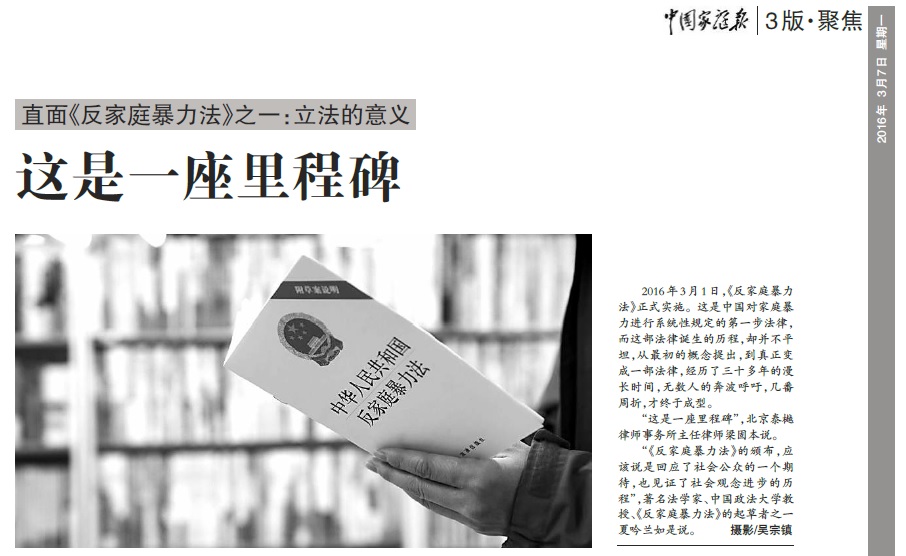 中国家庭报
3版·聚焦
2016年 3月7日 星期一
直面《反家庭暴力法》之一：立法的意义
这是一座里程碑
附草案说明
中华人民共和国
反家庭暴力法
2016年3月1日，《反家庭暴力
法》正式实施。这是中国对家庭暴
力进行系统性规定的第一步法律，
而这部法律诞生的历程，却并不平
坦，从最初的概念提出，到真正变
成一部法律，经历了三十多年的漫
长时间，无数人的奔波呼吁，几番
周折，才终于成型。
“这是一座里程碑”，北京泰樾
律师事务所主任律师梁图本说。
“《反家庭暴力法》的颁布，应
该说是回应了社会公众的一个期
待，也见证了社会观念进步的历
程”，著名法学家、中国政法大学教
授、《反家庭暴力法》的起草者之一
夏吟兰如是说。 摄影/吴宗镇